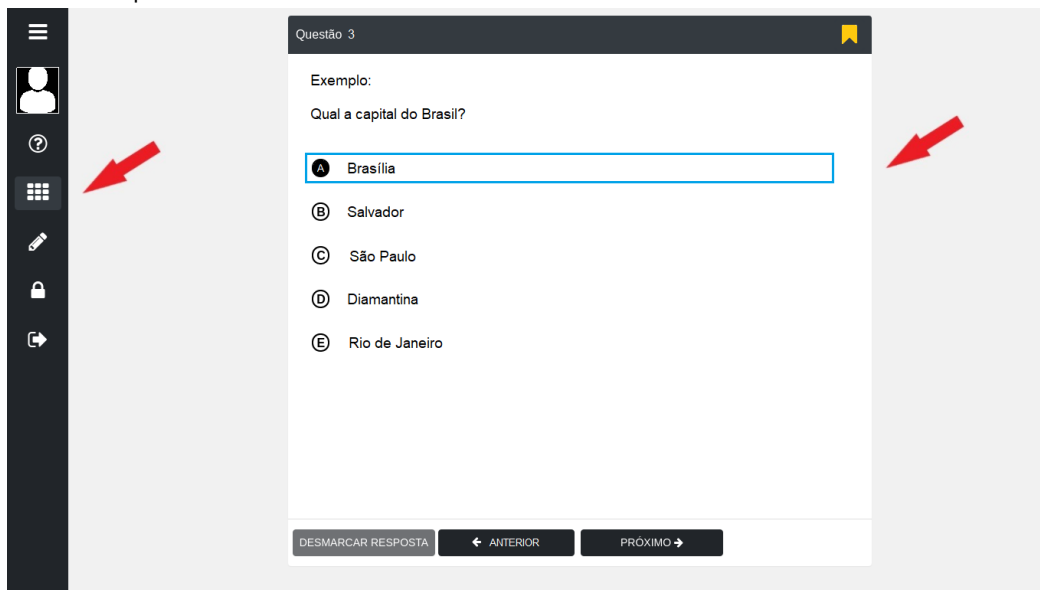 Questão 3
Exemplo:
Qual a capital do Brasil?
A Brasília
B Salvador
C São Paulo
D Diamantina
E Rio de Janeiro
DESMARCAR RESPOSTA ANTERIOR PRÓXIMO